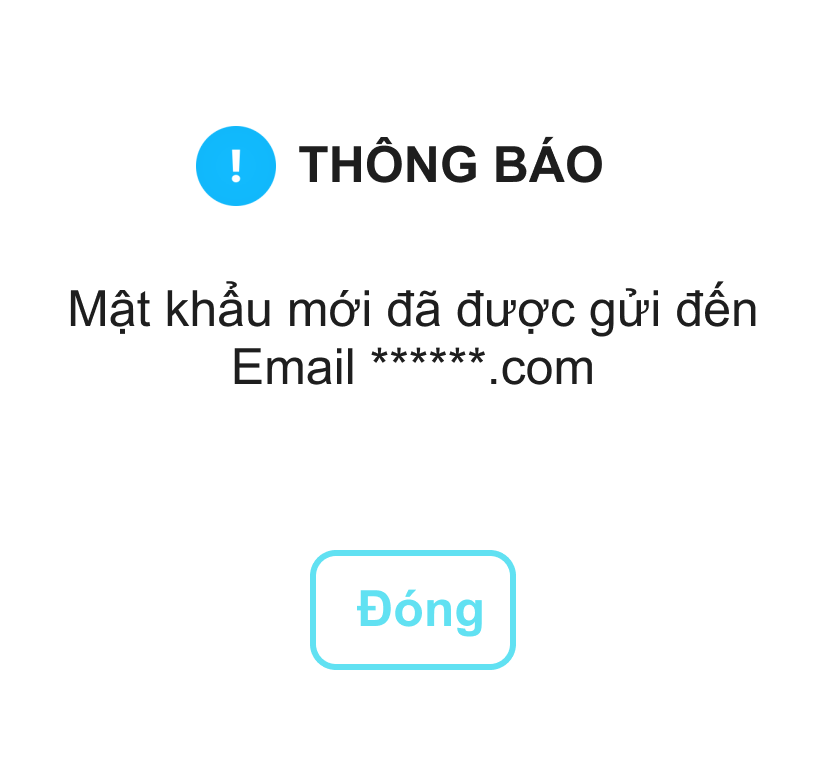 ! THÔNG BÁO
Mật khẩu mới đã được gửi đến
Email ******.com
Đóng